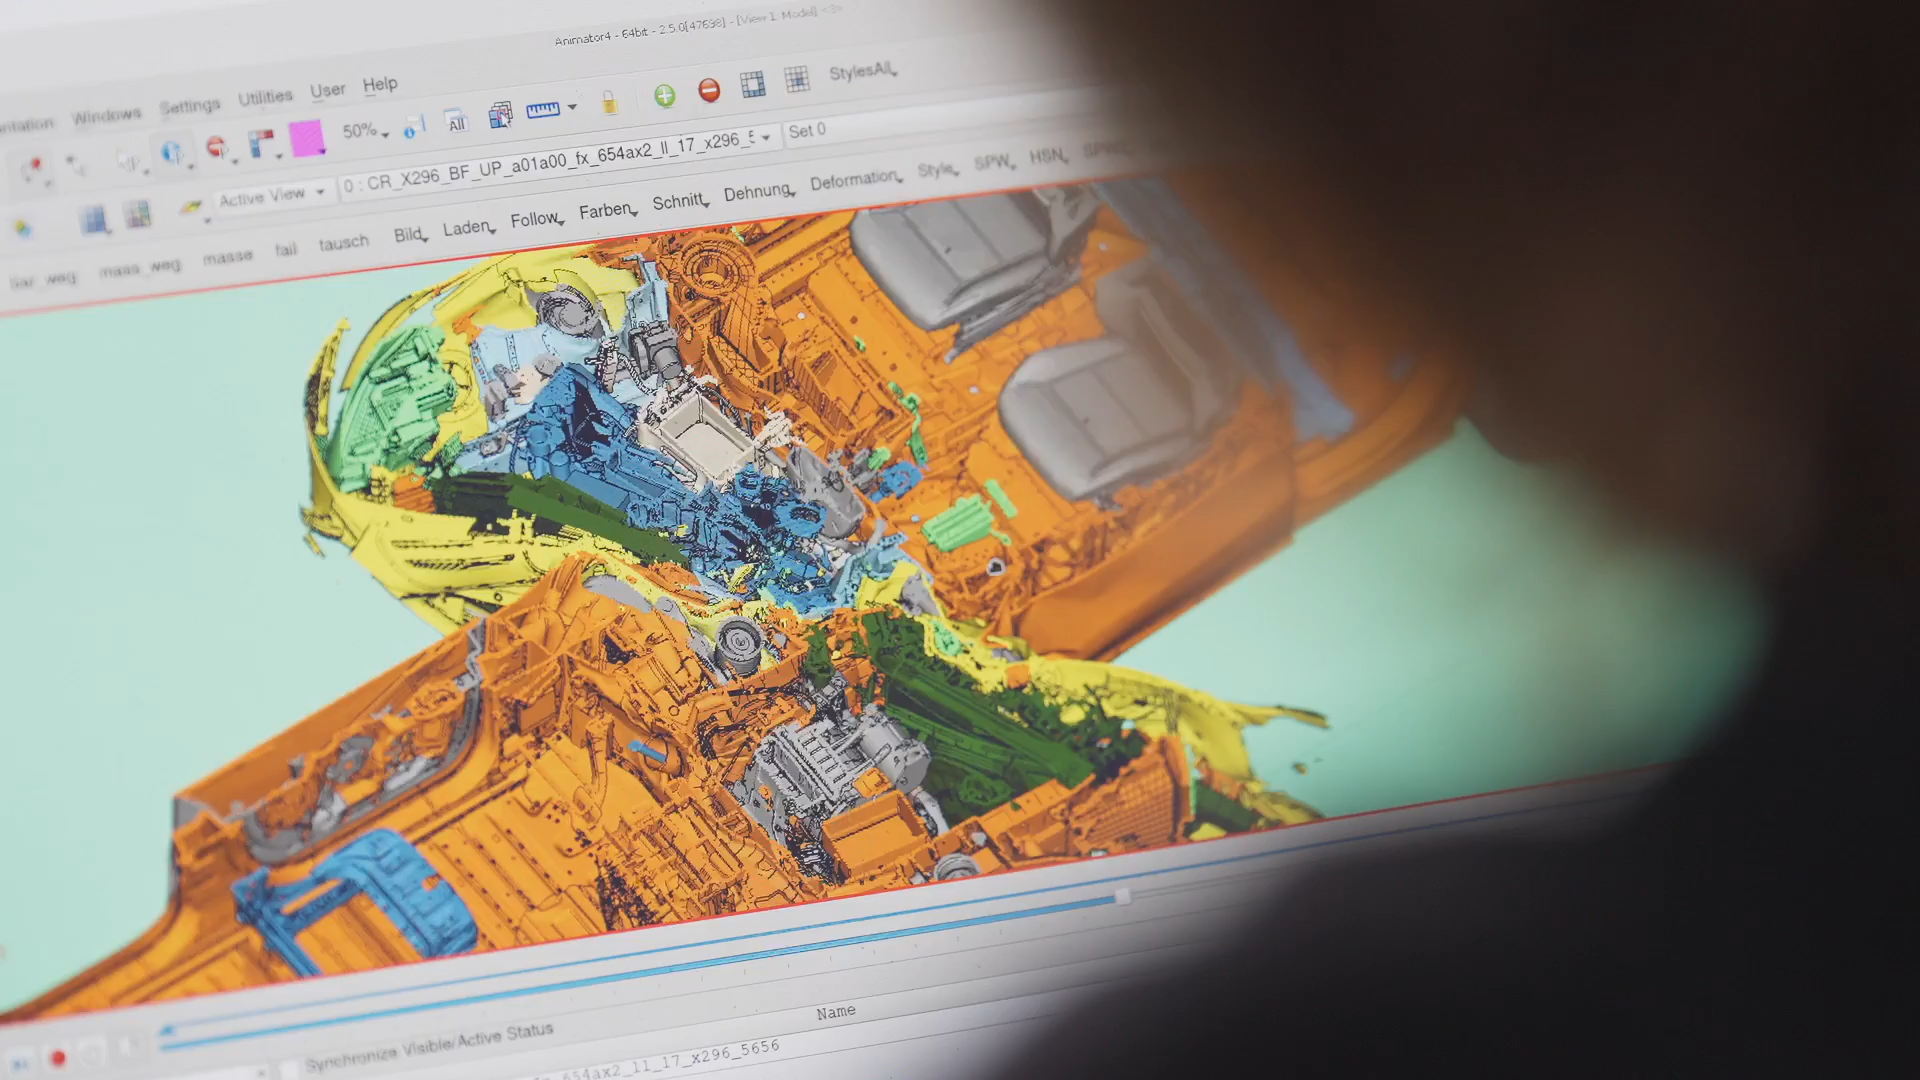 Animator4 - 64bit - 2.5.0[47698] - [View 1: Model] <3>
Windows Settings Utilities User Help
50% All StylesAll
Active View 0 : CR_X296_BF_UP_a01a00_fx_654ax2_ll_17_x296_5 Set 0
masse fail tausch Bild Laden Follow Farben Schnitt Dehnung Deformation Style SPW HSN
Name
Synchronize Visible/Active Status
654ax2_ll_17_x296_5656